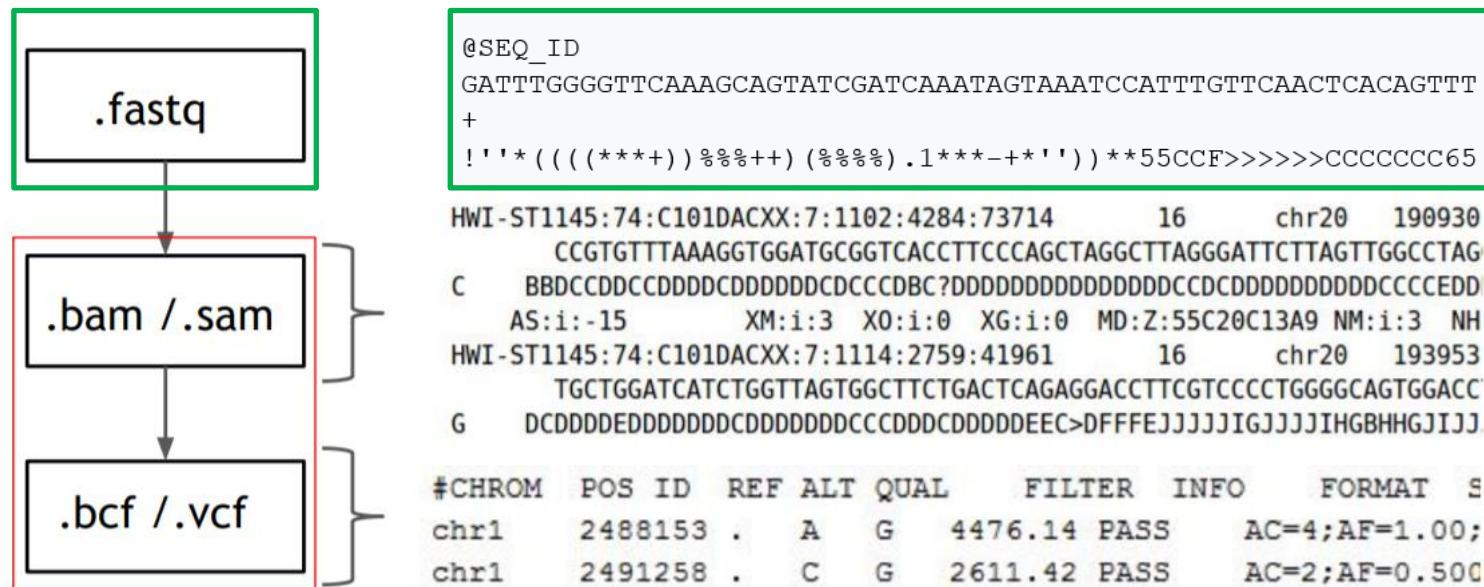 .fastq
.bam /.sam
.bcf /.vcf
@SEQ_ID
GATTTGGGGTTCAAAGCAGTATCGATCAAATAGTAAATCCATTTGTTCAACTCACAGTTT
+
!''*((((***+))%%%++)(%%%%).1***-+*''))**55CCF>>>>>>CCCCCCC65
HWI-ST1145:74:C101DACXX:7:1102:4284:73714 16 chr20 190930
CCGTGTTTAAAGGTGGATGCGGTCACCTTCCCAGCTAGGCTTAGGGATTCTTAGTTGGCCTAG
C BBDCCDDCCDDDDCDDDDDDCDCCCDBC?DDDDDDDDDDDDDDDCCDCDDDDDDDDDDCCCCEDD
AS:i:-15 XM:i:3 XO:i:0 XG:i:0 MD:Z:55C20C13A9 NM:i:3 NH
HWI-ST1145:74:C101DACXX:7:1114:2759:41961 16 chr20 193953
TGCTGGATCATCTGGTTAGTGGCTTCTGACTCAGAGGACCTTCGTCCCCTGGGGCAGTGGACC
G DCDDDDEDDDDDDDCDDDDDDDCCCDDDCDDDDDEEC>DFFFEJJJJJIGJJJJIHGBHHGJIJJ
#CHROM POS ID REF ALT QUAL FILTER INFO FORMAT S
chr1 2488153 . A G 4476.14 PASS AC=4;AF=1.00;
chr1 2491258 . C G 2611.42 PASS AC=2;AF=0.500